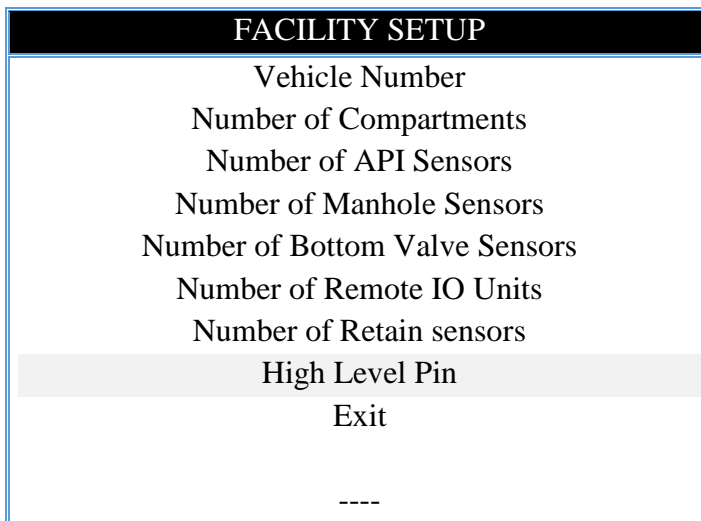 FACILITY SETUP
Vehicle Number
Number of Compartments
Number of API Sensors
Number of Manhole Sensors
Number of Bottom Valve Sensors
Number of Remote IO Units
Number of Retain sensors
High Level Pin
Exit
----